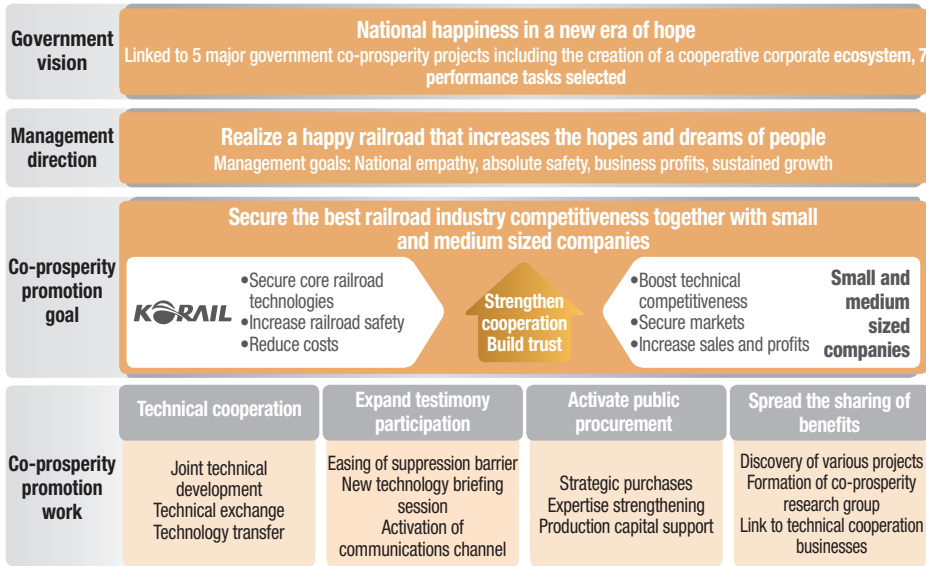 Government
vision
National happiness in a new era of hope
Linked to 5 major government co-prosperity projects including the creation of a cooperative corporate ecosystem, 7
performance tasks selected
Management
direction
Realize a happy railroad that increases the hopes and dreams of people
Management goals: National empathy, absolute safety, business profits, sustained growth
Co-prosperity
promotion
goal
Secure the best railroad industry competitiveness together with small
and medium sized companies
KORAIL
•Secure core railroad
technologies
•Increase railroad safety
•Reduce costs
Strengthen
cooperation
Build trust
•Boost technical
competitiveness
•Secure markets
•Increase sales and profits
Small and
medium
sized
companies
Co-prosperity
promotion
work
Technical cooperation
Joint technical
development
Technical exchange
Technology transfer
Expand testimony
participation
Easing of suppression barrier
New technology briefing
session
Activation of
communications channel
Activate public
procurement
Strategic purchases
Expertise strengthening
Production capital support
Spread the sharing of
benefits
Discovery of various projects
Formation of co-prosperity
research group
Link to technical cooperation
businesses